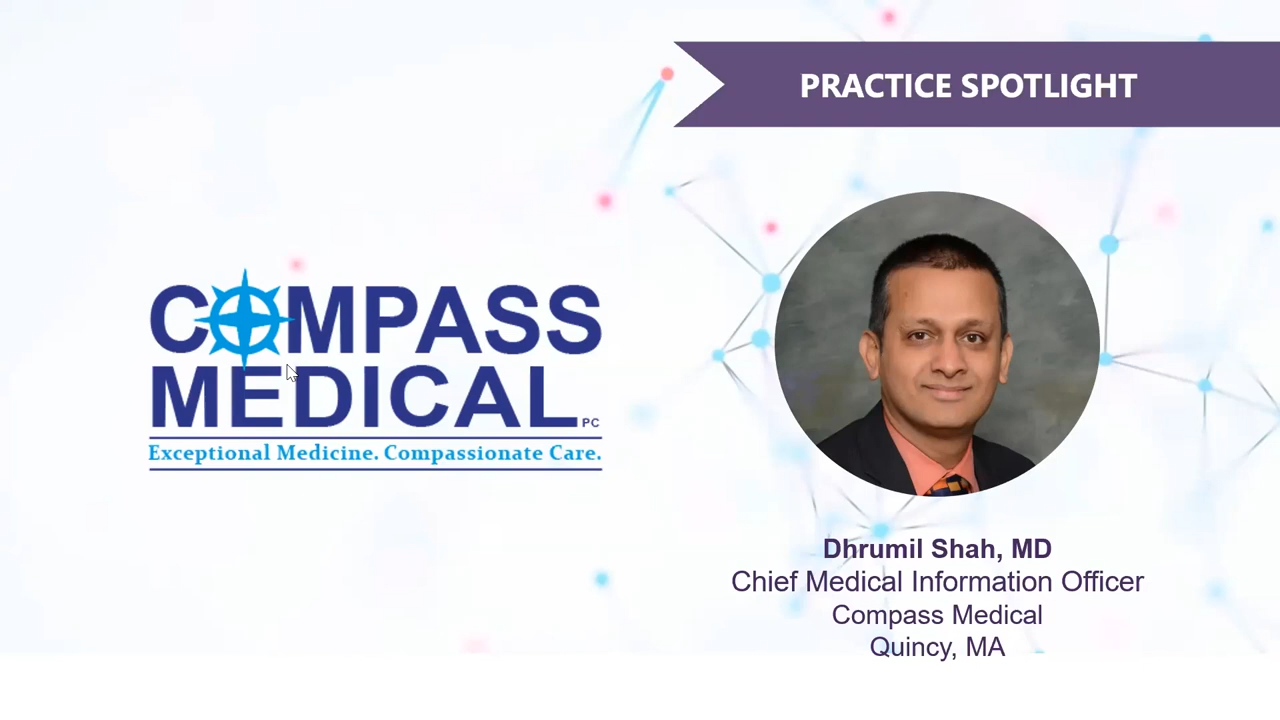 PRACTICE SPOTLIGHT
COMPASS
MEDICAL PC
Exceptional Medicine. Compassionate Care.
Dhrumil Shah, MD
Chief Medical Information Officer
Compass Medical
Quincy, MA